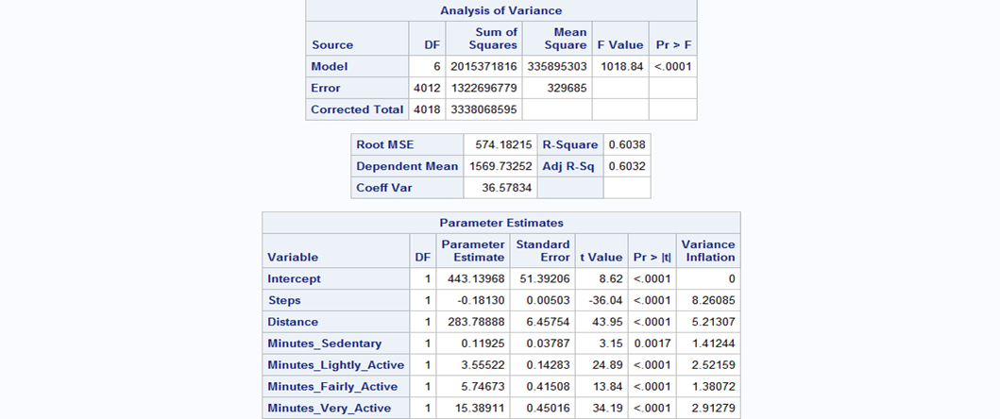 Analysis of Variance
Source DF Sum of Squares Mean Square F Value Pr > F
Model 6 2015371816 335895303 1018.84 <.0001
Error 4012 1322696779 329685
Corrected Total 4018 3338068595
Root MSE 574.18215 R-Square 0.6038
Dependent Mean 1569.73252 Adj R-Sq 0.6032
Coeff Var 36.57834
Parameter Estimates
Variable DF Parameter Estimate Standard Error t Value Pr > |t| Variance Inflation
Intercept 1 443.13968 51.39206 8.62 <.0001 0
Steps 1 -0.18130 0.00503 -36.04 <.0001 8.26085
Distance 1 283.78888 6.45754 43.95 <.0001 5.21307
Minutes_Sedentary 1 0.11925 0.03787 3.15 0.0017 1.41244
Minutes_Lightly_Active 1 3.55522 0.14283 24.89 <.0001 2.52159
Minutes_Fairly_Active 1 5.74673 0.41508 13.84 <.0001 1.38072
Minutes_Very_Active 1 15.38911 0.45016 34.19 <.0001 2.91279